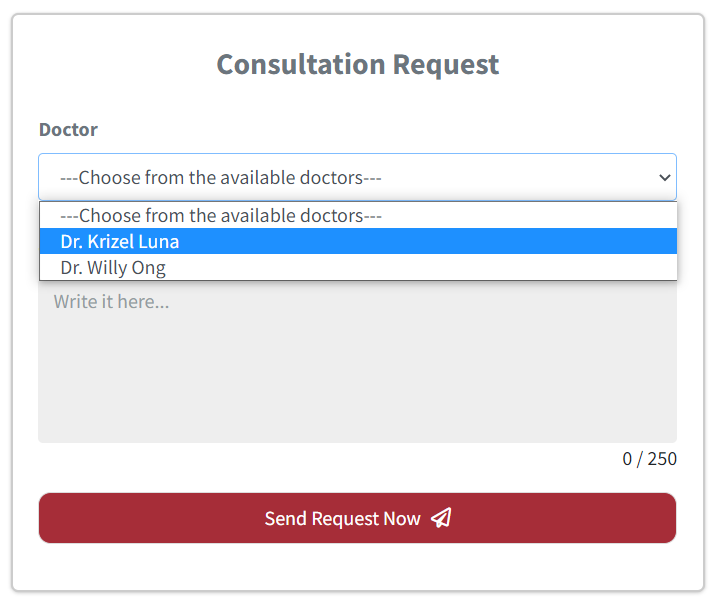 Consultation Request
Doctor
---Choose from the available doctors---
---Choose from the available doctors---
Dr. Krizel Luna
Dr. Willy Ong
Write it here...
0 / 250
Send Request Now